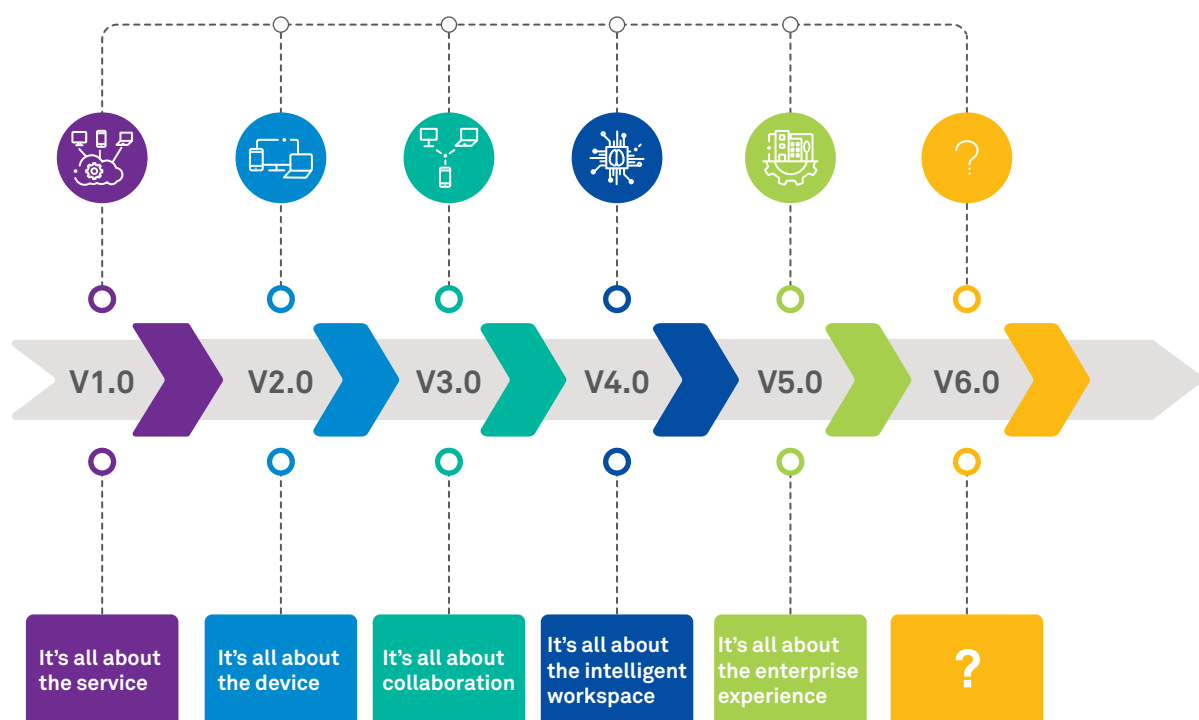 ?
V1.0
V2.0
V3.0
V4.0
V5.0
V6.0
It’s all about
the service
It’s all about
the device
It’s all about
collaboration
It’s all about
the intelligent
workspace
It’s all about
the enterprise
experience
?